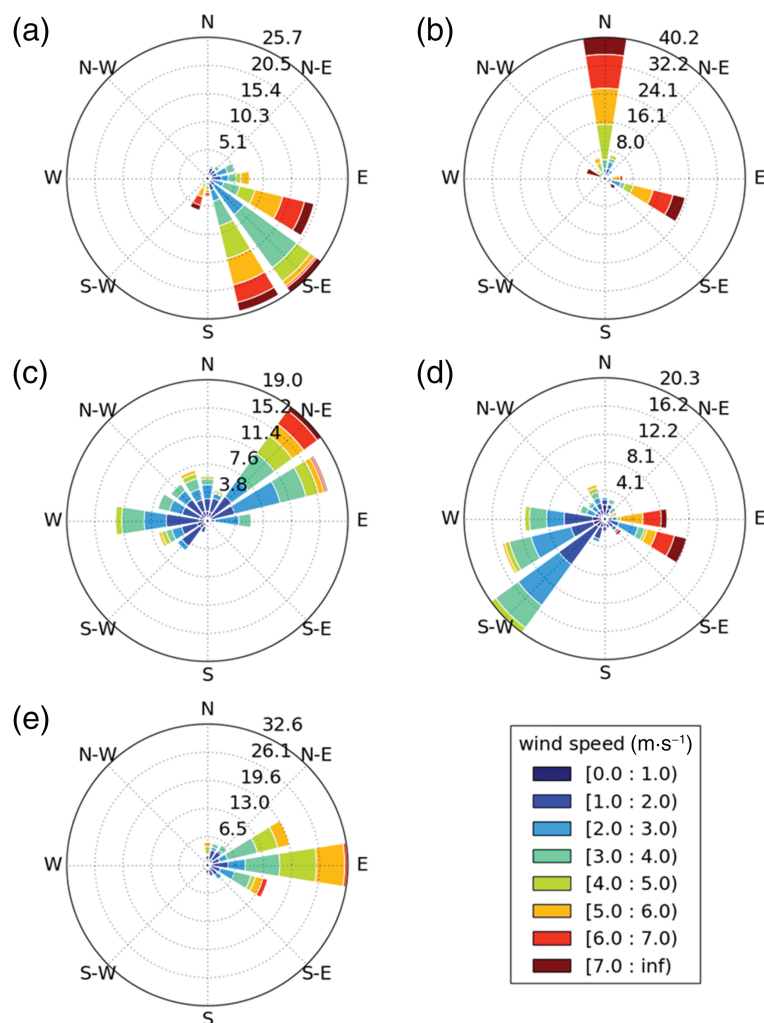 (a)
N
25.7
20.5
N-E
15.4
10.3
5.1
N-W
W
E
S-W
S-E
S
(b)
N
40.2
32.2
N-E
24.1
16.1
8.0
N-W
W
E
S-W
S-E
S
(c)
N
19.0
15.2
N-E
11.4
7.6
3.8
N-W
W
E
S-W
S-E
S
(d)
N
20.3
16.2
N-E
12.2
8.1
4.1
N-W
W
E
S-W
S-E
S
(e)
N
32.6
26.1
N-E
19.6
13.0
6.5
N-W
W
E
S-W
S-E
S
wind speed (m·s⁻¹)
[0.0 : 1.0)
[1.0 : 2.0)
[2.0 : 3.0)
[3.0 : 4.0)
[4.0 : 5.0)
[5.0 : 6.0)
[6.0 : 7.0)
[7.0 : inf)